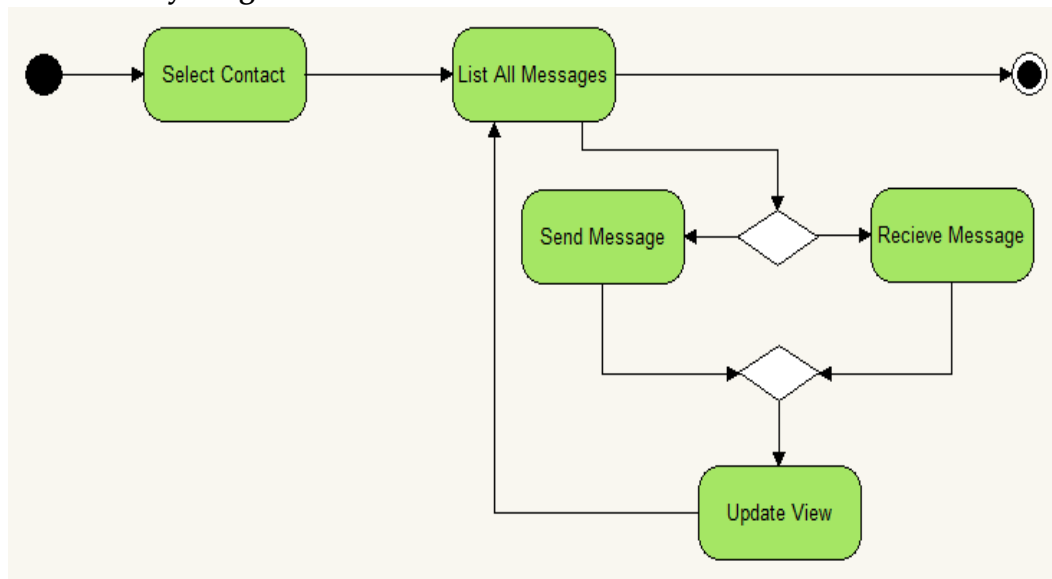 Select Contact
List All Messages
Send Message
Recieve Message
Update View